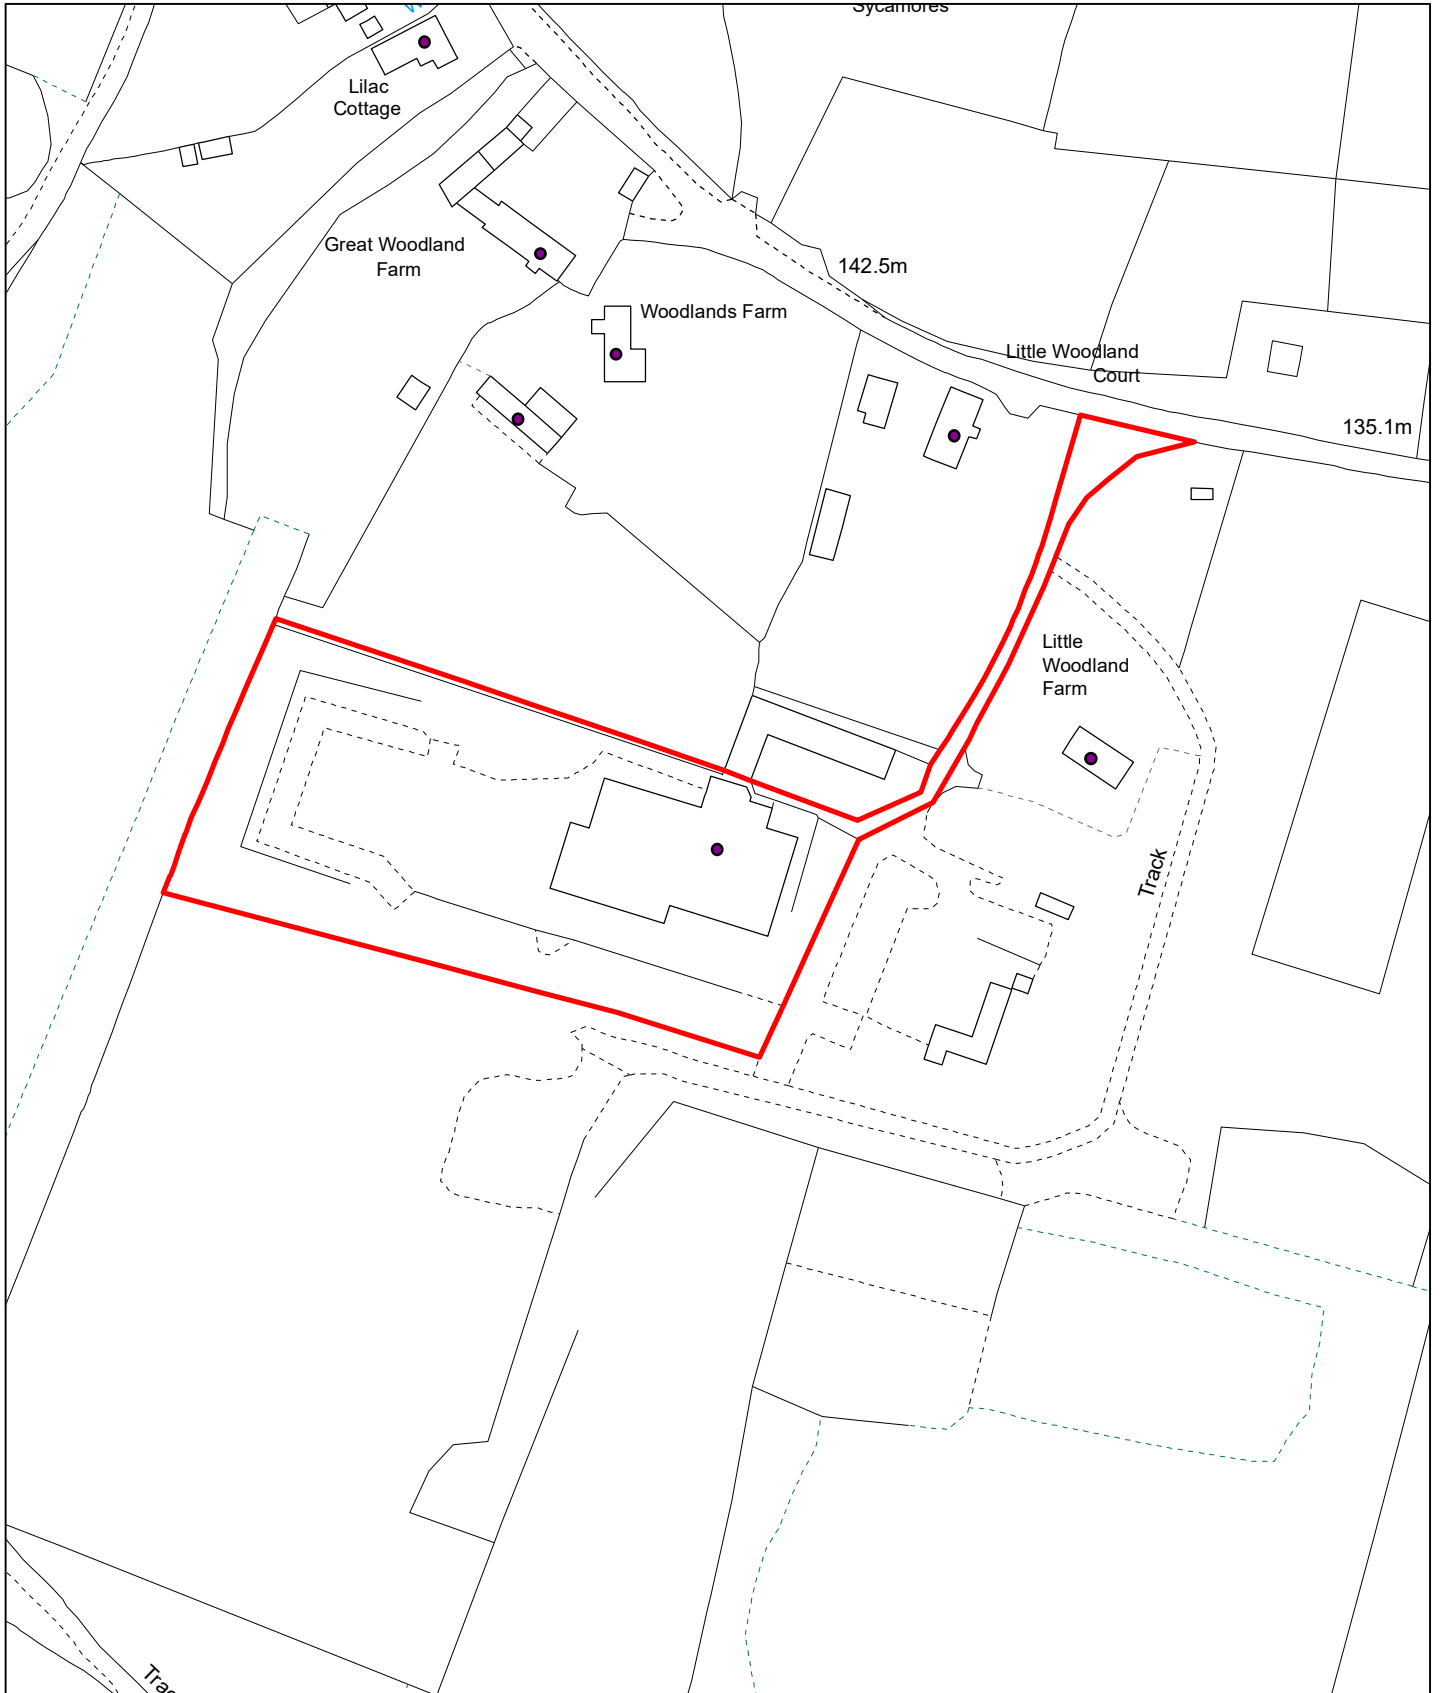 Sycamores
Lilac
Cottage
Great Woodland
Farm
142.5m
Woodlands Farm
Little Woodland
Court
135.1m
Little
Woodland
Farm
Track